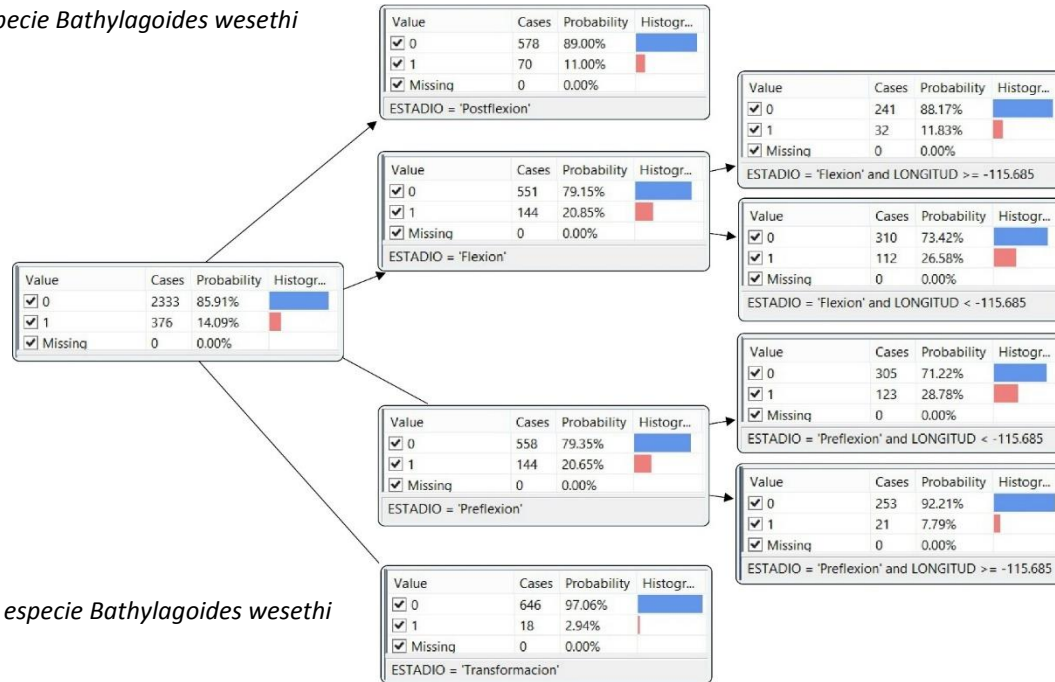 pecie Bathylagoides wesethi
Value Cases Probability Histogr...
0 578 89.00%
1 70 11.00%
Missing 0 0.00%
ESTADIO = 'Postflexion'
Value Cases Probability Histogr...
0 241 88.17%
1 32 11.83%
Missing 0 0.00%
ESTADIO = 'Flexion' and LONGITUD >= -115.685
Value Cases Probability Histogr...
0 551 79.15%
1 144 20.85%
Missing 0 0.00%
ESTADIO = 'Flexion'
Value Cases Probability Histogr...
0 310 73.42%
1 112 26.58%
Missing 0 0.00%
ESTADIO = 'Flexion' and LONGITUD < -115.685
Value Cases Probability Histogr...
0 2333 85.91%
1 376 14.09%
Missing 0 0.00%
Value Cases Probability Histogr...
0 305 71.22%
1 123 28.78%
Missing 0 0.00%
ESTADIO = 'Preflexion' and LONGITUD < -115.685
Value Cases Probability Histogr...
0 558 79.35%
1 144 20.65%
Missing 0 0.00%
ESTADIO = 'Preflexion'
Value Cases Probability Histogr...
0 253 92.21%
1 21 7.79%
Missing 0 0.00%
ESTADIO = 'Preflexion' and LONGITUD >= -115.685
Value Cases Probability Histogr...
0 646 97.06%
1 18 2.94%
Missing 0 0.00%
ESTADIO = 'Transformacion'
especie Bathylagoides wesethi